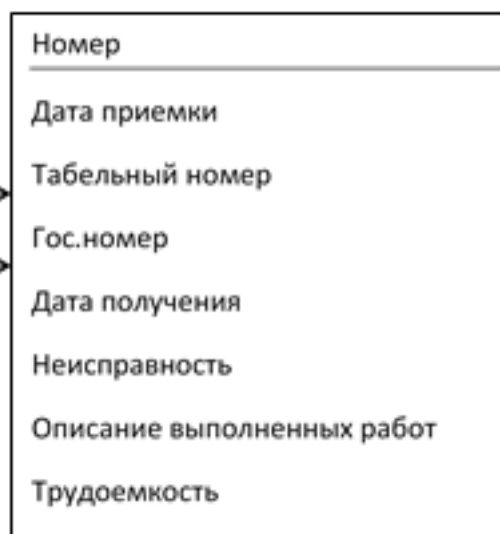 Номер
Дата приемки
Табельный номер
Гос.номер
Дата получения
Неисправность
Описание выполненных работ
Трудоемкость